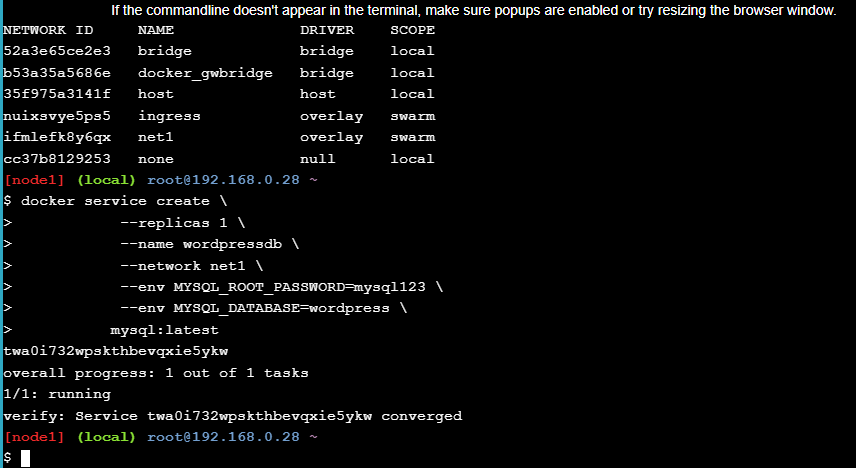 If the commandline doesn't appear in the terminal, make sure popups are enabled or try resizing the browser window.
NETWORK ID     NAME              DRIVER    SCOPE
52a3e65ce2e3   bridge            bridge    local
b53a35a5686e   docker_gwbridge   bridge    local
35f975a3141f   host              host      local
nuixsvye5ps5   ingress           overlay   swarm
ifmlefk8y6qx   net1              overlay   swarm
cc37b8129253   none              null      local
[node1] (local) root@192.168.0.28 ~
$ docker service create \
>            --replicas 1 \
>            --name wordpressdb \
>            --network net1 \
>            --env MYSQL_ROOT_PASSWORD=mysql123 \
>            --env MYSQL_DATABASE=wordpress \
>           mysql:latest
twa0i732wpskthbevqxie5ykw
overall progress: 1 out of 1 tasks
1/1: running
verify: Service twa0i732wpskthbevqxie5ykw converged
[node1] (local) root@192.168.0.28 ~
$